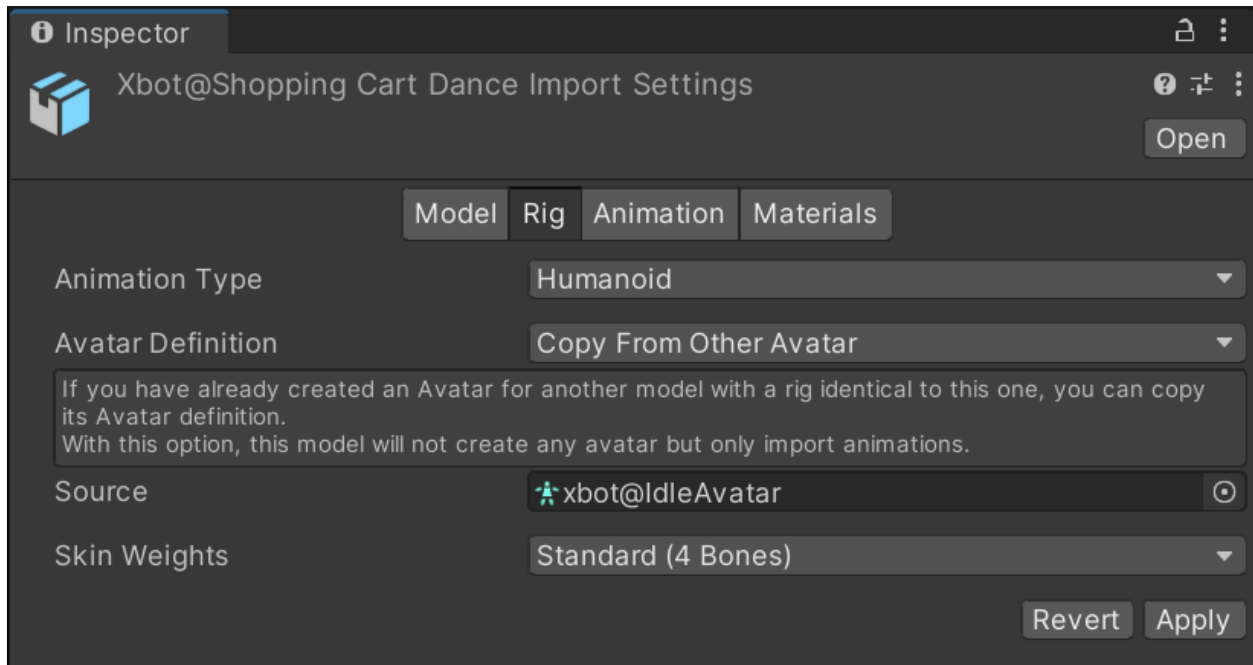 Inspector
Xbot@Shopping Cart Dance Import Settings
Open
Model Rig Animation Materials
Animation Type Humanoid
Avatar Definition Copy From Other Avatar
If you have already created an Avatar for another model with a rig identical to this one, you can copy
its Avatar definition.
With this option, this model will not create any avatar but only import animations.
Source xbot@IdleAvatar
Skin Weights Standard (4 Bones)
Revert Apply